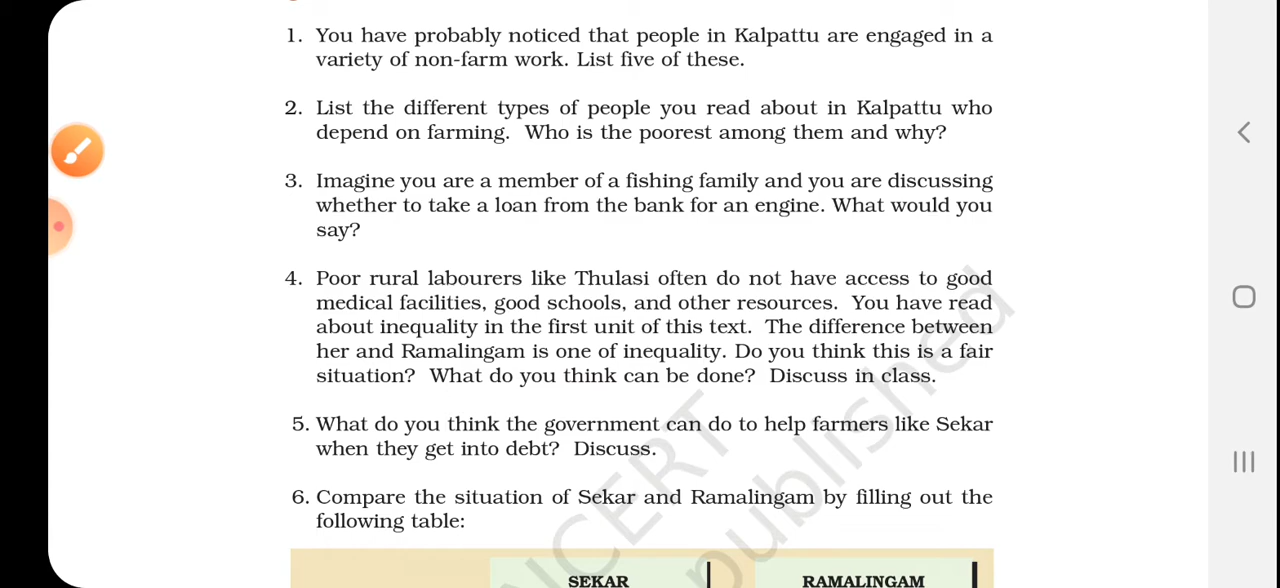 1. You have probably noticed that people in Kalpattu are engaged in a
variety of non-farm work. List five of these.
2. List the different types of people you read about in Kalpattu who
depend on farming. Who is the poorest among them and why?
3. Imagine you are a member of a fishing family and you are discussing
whether to take a loan from the bank for an engine. What would you
say?
4. Poor rural labourers like Thulasi often do not have access to good
medical facilities, good schools, and other resources. You have read
about inequality in the first unit of this text. The difference between
her and Ramalingam is one of inequality. Do you think this is a fair
situation? What do you think can be done? Discuss in class.
5. What do you think the government can do to help farmers like Sekar
when they get into debt? Discuss.
6. Compare the situation of Sekar and Ramalingam by filling out the
following table:
SEKAR RAMALINGAM
NCERT
published